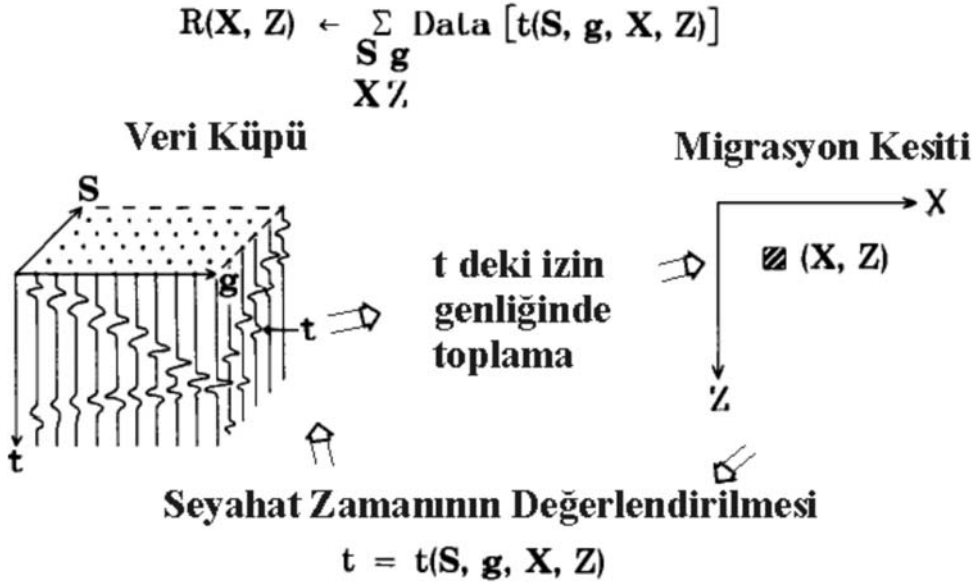 R(X, Z) ← Σ Data [t(S, g, X, Z)]
S g
X Z
Veri Küpü
Migrasyon Kesiti
S
X
(X, Z)
g
t deki izin
genliğinde
toplama
t
Z
t
Seyahat Zamanının Değerlendirilmesi
t = t(S, g, X, Z)